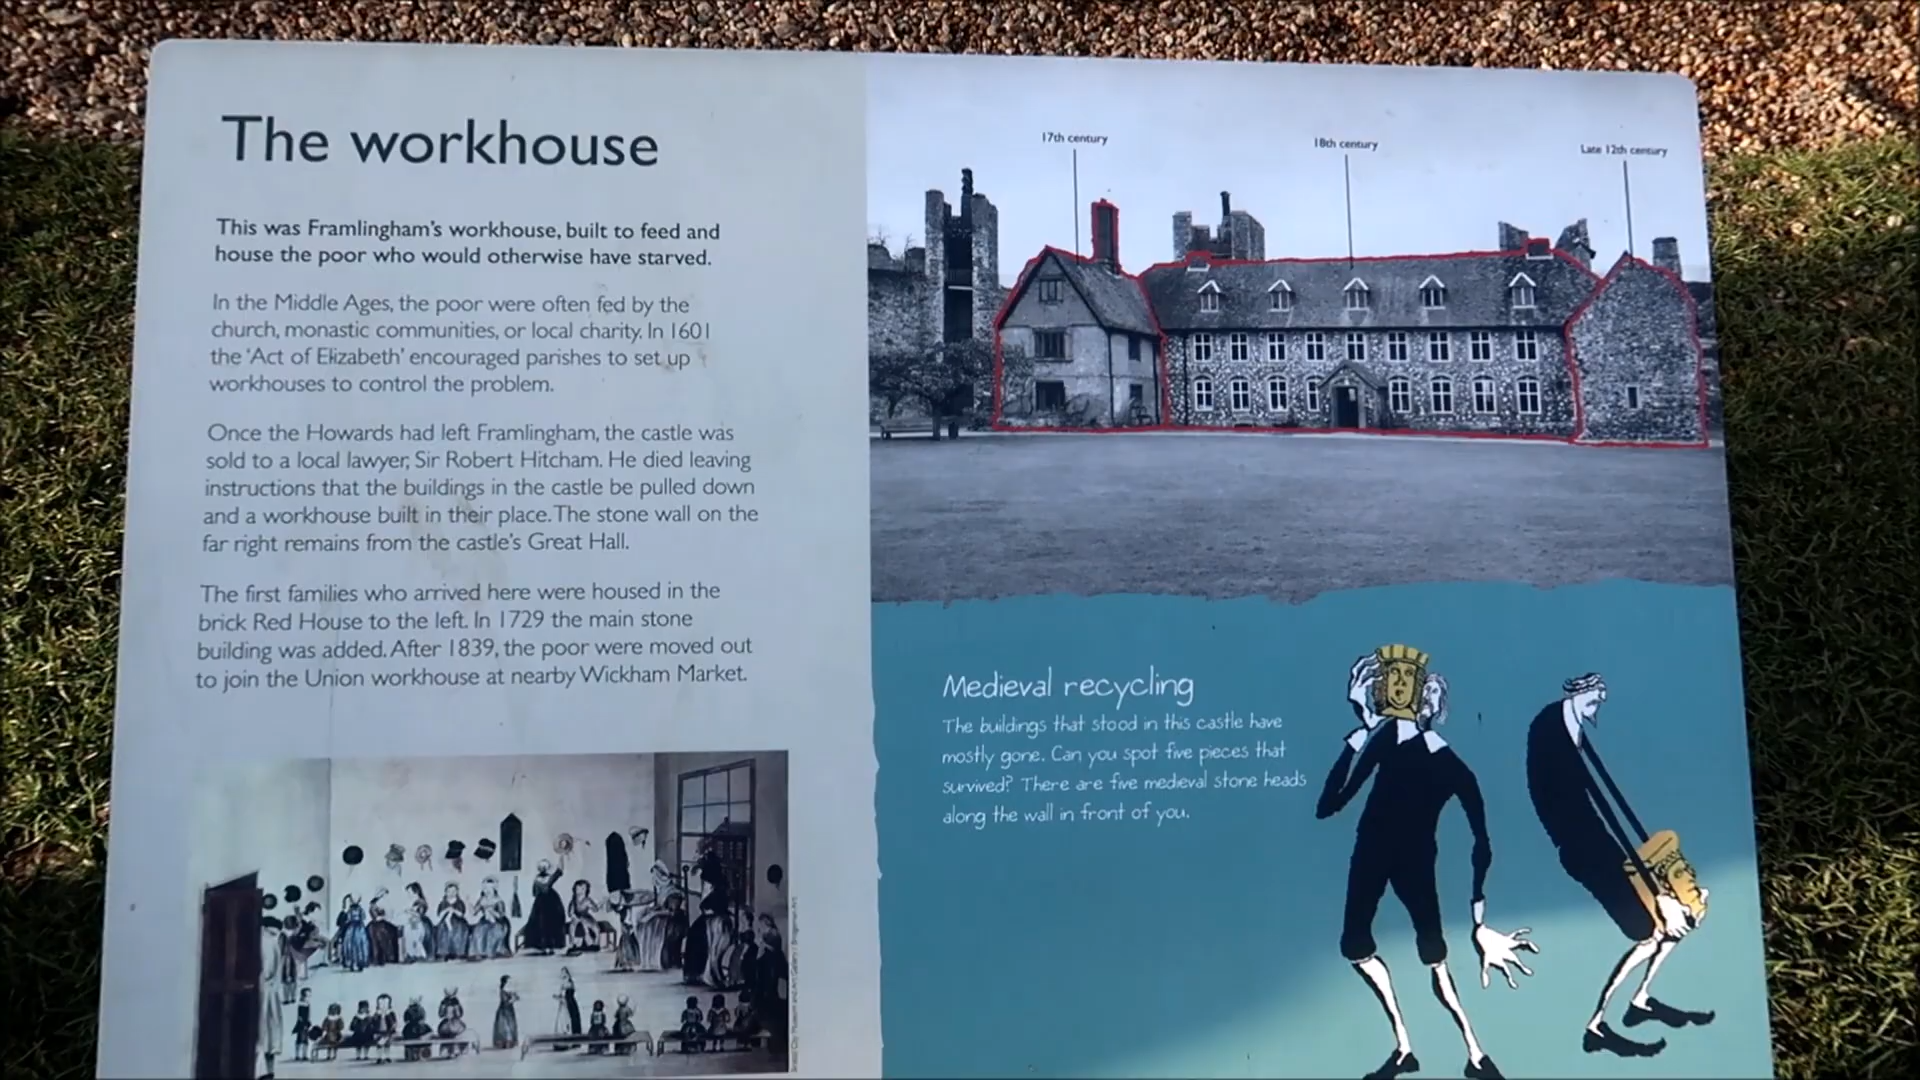 The workhouse
This was Framlingham's workhouse, built to feed and
house the poor who would otherwise have starved.
In the Middle Ages, the poor were often fed by the
church, monastic communities, or local charity. In 1601
the 'Act of Elizabeth' encouraged parishes to set up
workhouses to control the problem.
Once the Howards had left Framlingham, the castle was
sold to a local lawyer, Sir Robert Hitcham. He died leaving
instructions that the buildings in the castle be pulled down
and a workhouse built in their place. The stone wall on the
far right remains from the castle's Great Hall.
The first families who arrived here were housed in the
brick Red House to the left. In 1729 the main stone
building was added. After 1839, the poor were moved out
to join the Union workhouse at nearby Wickham Market.
17th century
18th century
Late 12th century
Medieval recycling
The buildings that stood in this castle have
mostly gone. Can you spot five pieces that
survived? There are five medieval stone heads
along the wall in front of you.